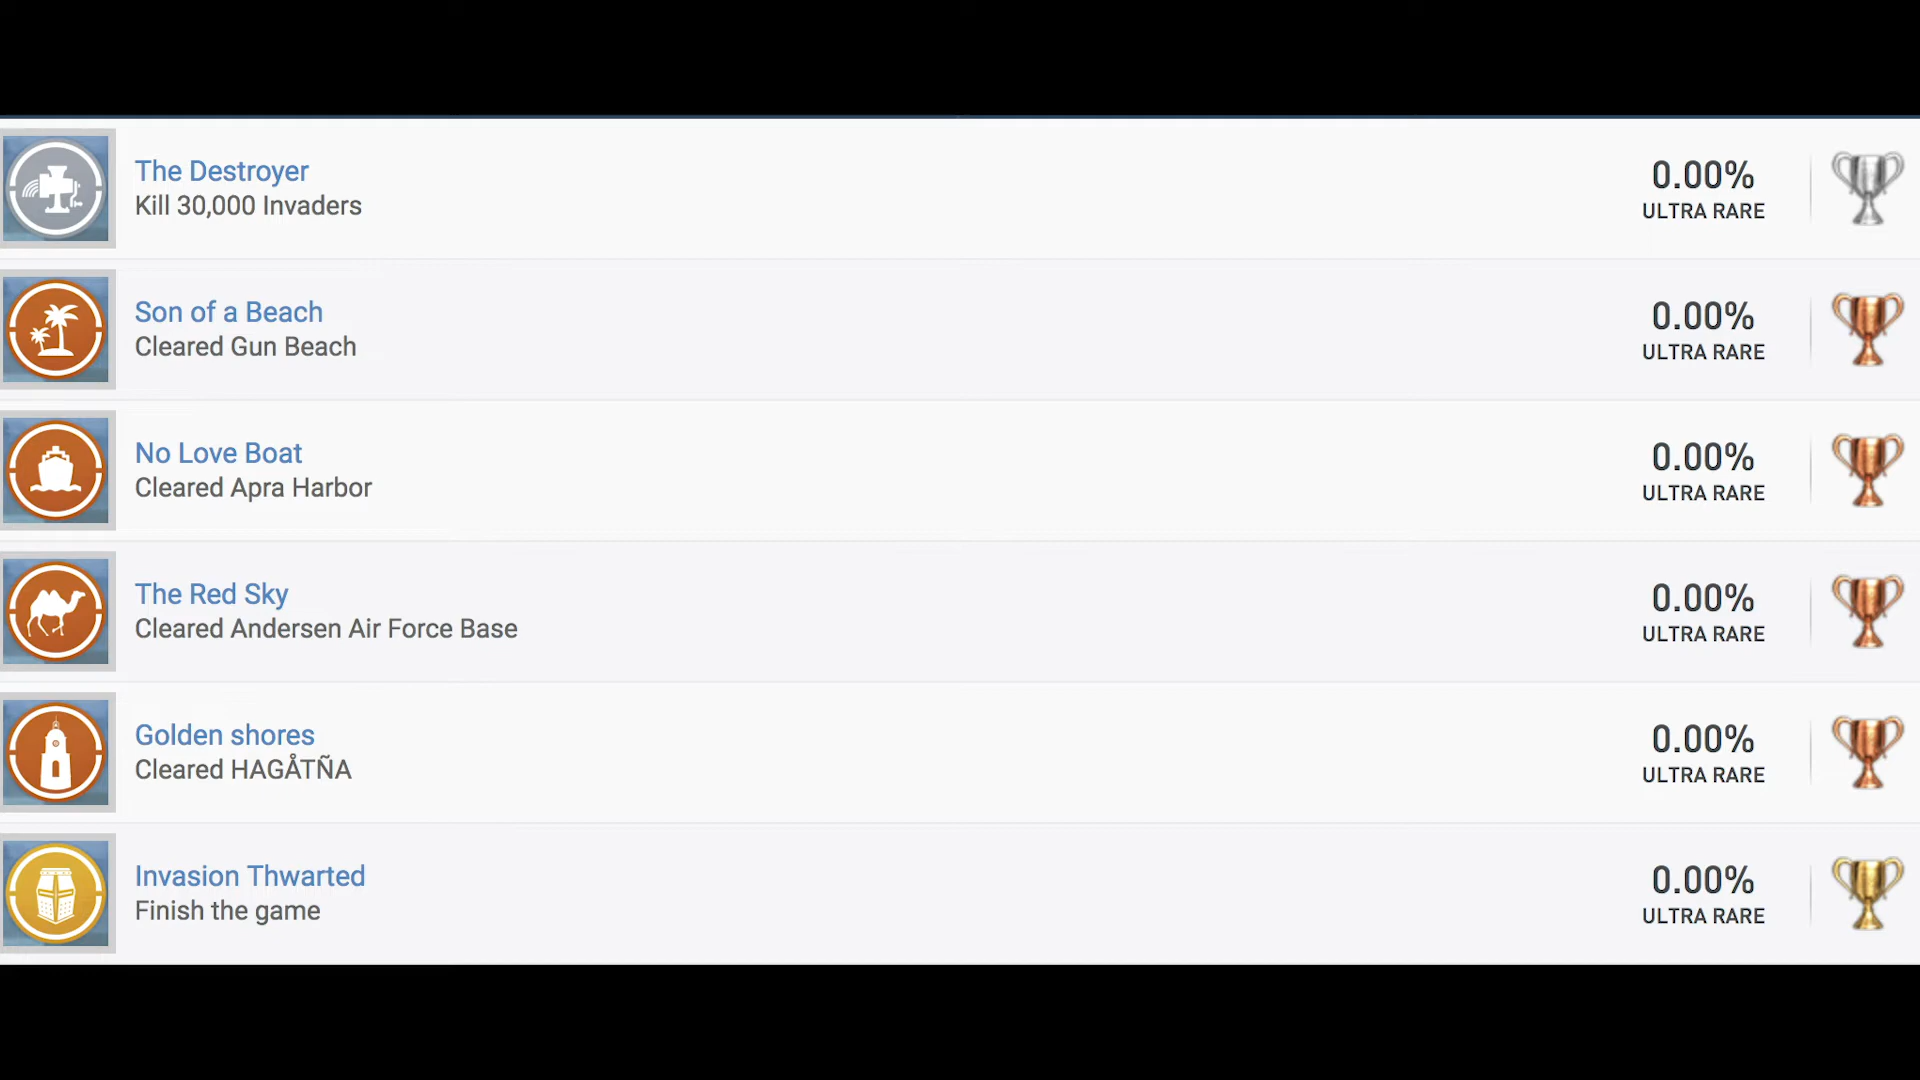 The Destroyer
Kill 30,000 Invaders
0.00%
ULTRA RARE
Son of a Beach
Cleared Gun Beach
0.00%
ULTRA RARE
No Love Boat
Cleared Apra Harbor
0.00%
ULTRA RARE
The Red Sky
Cleared Andersen Air Force Base
0.00%
ULTRA RARE
Golden shores
Cleared HAGÅTÑA
0.00%
ULTRA RARE
Invasion Thwarted
Finish the game
0.00%
ULTRA RARE